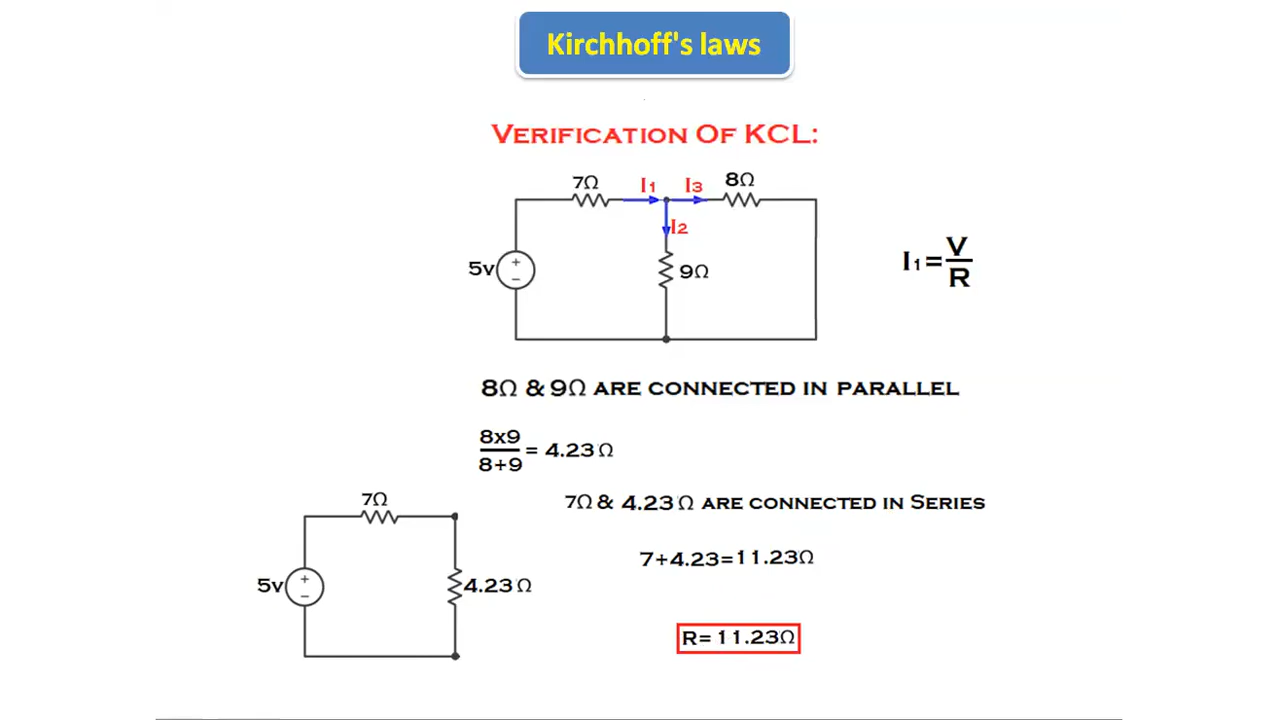 Kirchhoff's laws
VERIFICATION OF KCL:
7Ω I1 I3 8Ω
I2
5v + − 9Ω
I1=V/R
8Ω & 9Ω ARE CONNECTED IN PARALLEL
8x9/8+9 = 4.23Ω
7Ω & 4.23Ω ARE CONNECTED IN SERIES
7Ω
7+4.23=11.23Ω
5v + − 4.23Ω
R= 11.23Ω